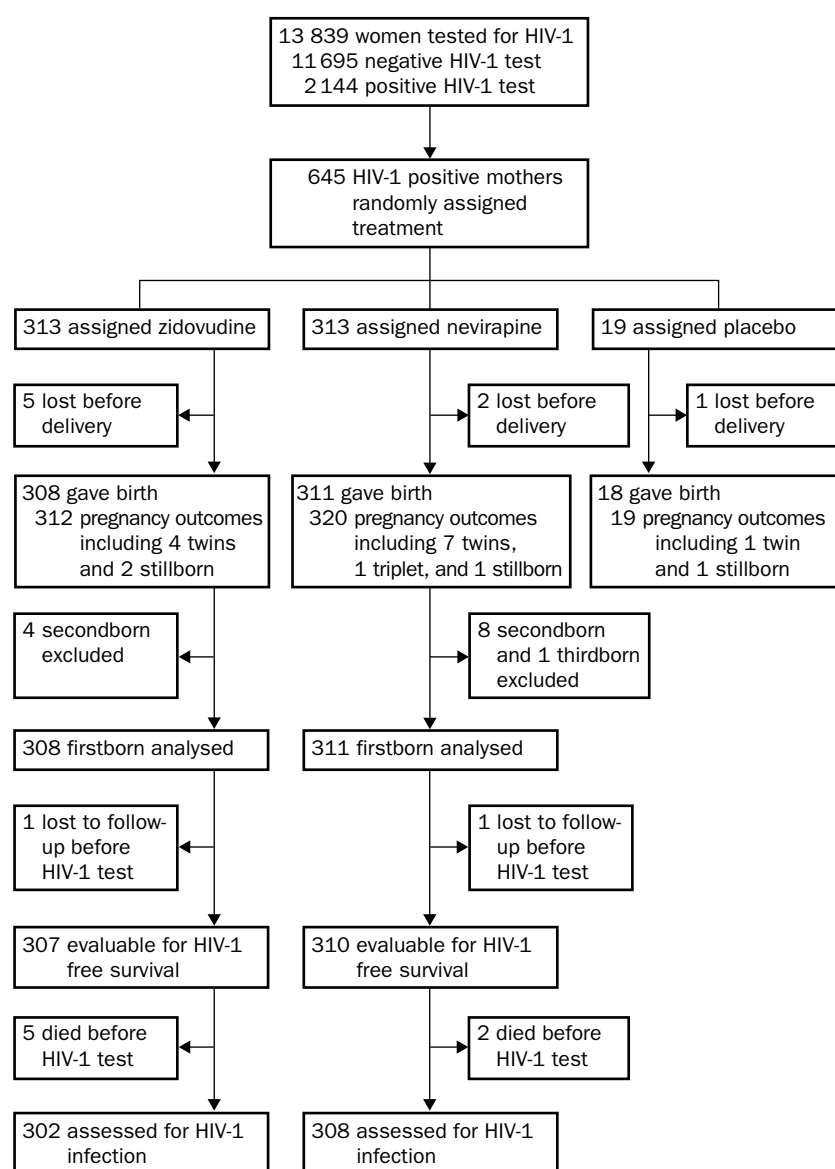 13 839 women tested for HIV-1
11 695 negative HIV-1 test
2 144 positive HIV-1 test
645 HIV-1 positive mothers
randomly assigned
treatment
313 assigned zidovudine
313 assigned nevirapine
19 assigned placebo
5 lost before
delivery
2 lost before
delivery
1 lost before
delivery
308 gave birth
312 pregnancy outcomes
including 4 twins
and 2 stillborn
311 gave birth
320 pregnancy outcomes
including 7 twins,
1 triplet, and 1 stillborn
18 gave birth
19 pregnancy outcomes
including 1 twin
and 1 stillborn
4 secondborn
excluded
8 secondborn
and 1 thirdborn
excluded
308 firstborn analysed
311 firstborn analysed
1 lost to follow-
up before
HIV-1 test
1 lost to follow-
up before
HIV-1 test
307 evaluable for HIV-1
free survival
310 evaluable for HIV-1
free survival
5 died before
HIV-1 test
2 died before
HIV-1 test
302 assessed for HIV-1
infection
308 assessed for HIV-1
infection